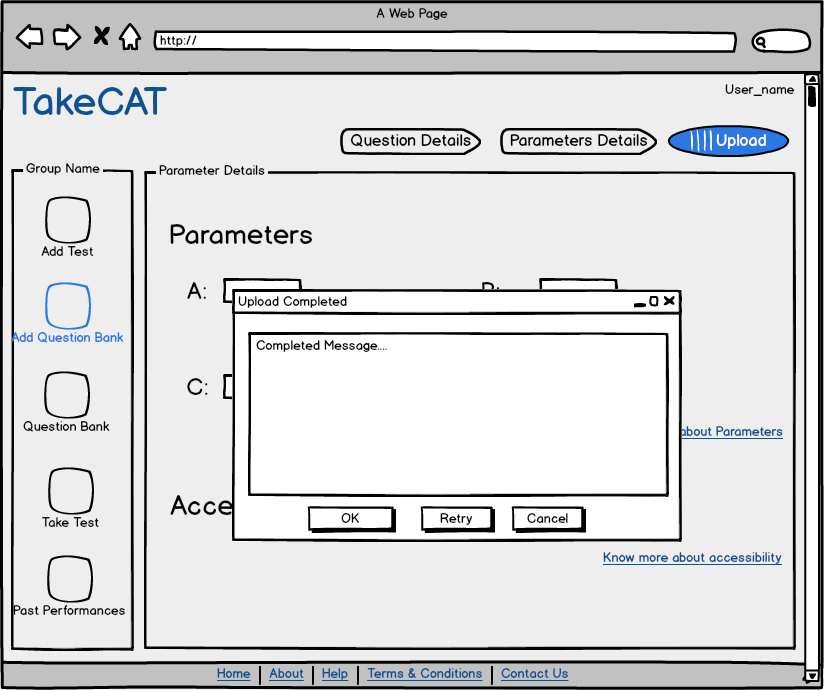 A Web Page
http://
TakeCAT
User_name
Question Details
Parameters Details
Upload
Group Name
Parameter Details
Add Test
Add Question Bank
Question Bank
Take Test
Past Performances
Parameters
A:
B:
C:
Upload Completed
Completed Message....
OK
Retry
Cancel
about Parameters
Know more about accessibility
Home
About
Help
Terms & Conditions
Contact Us